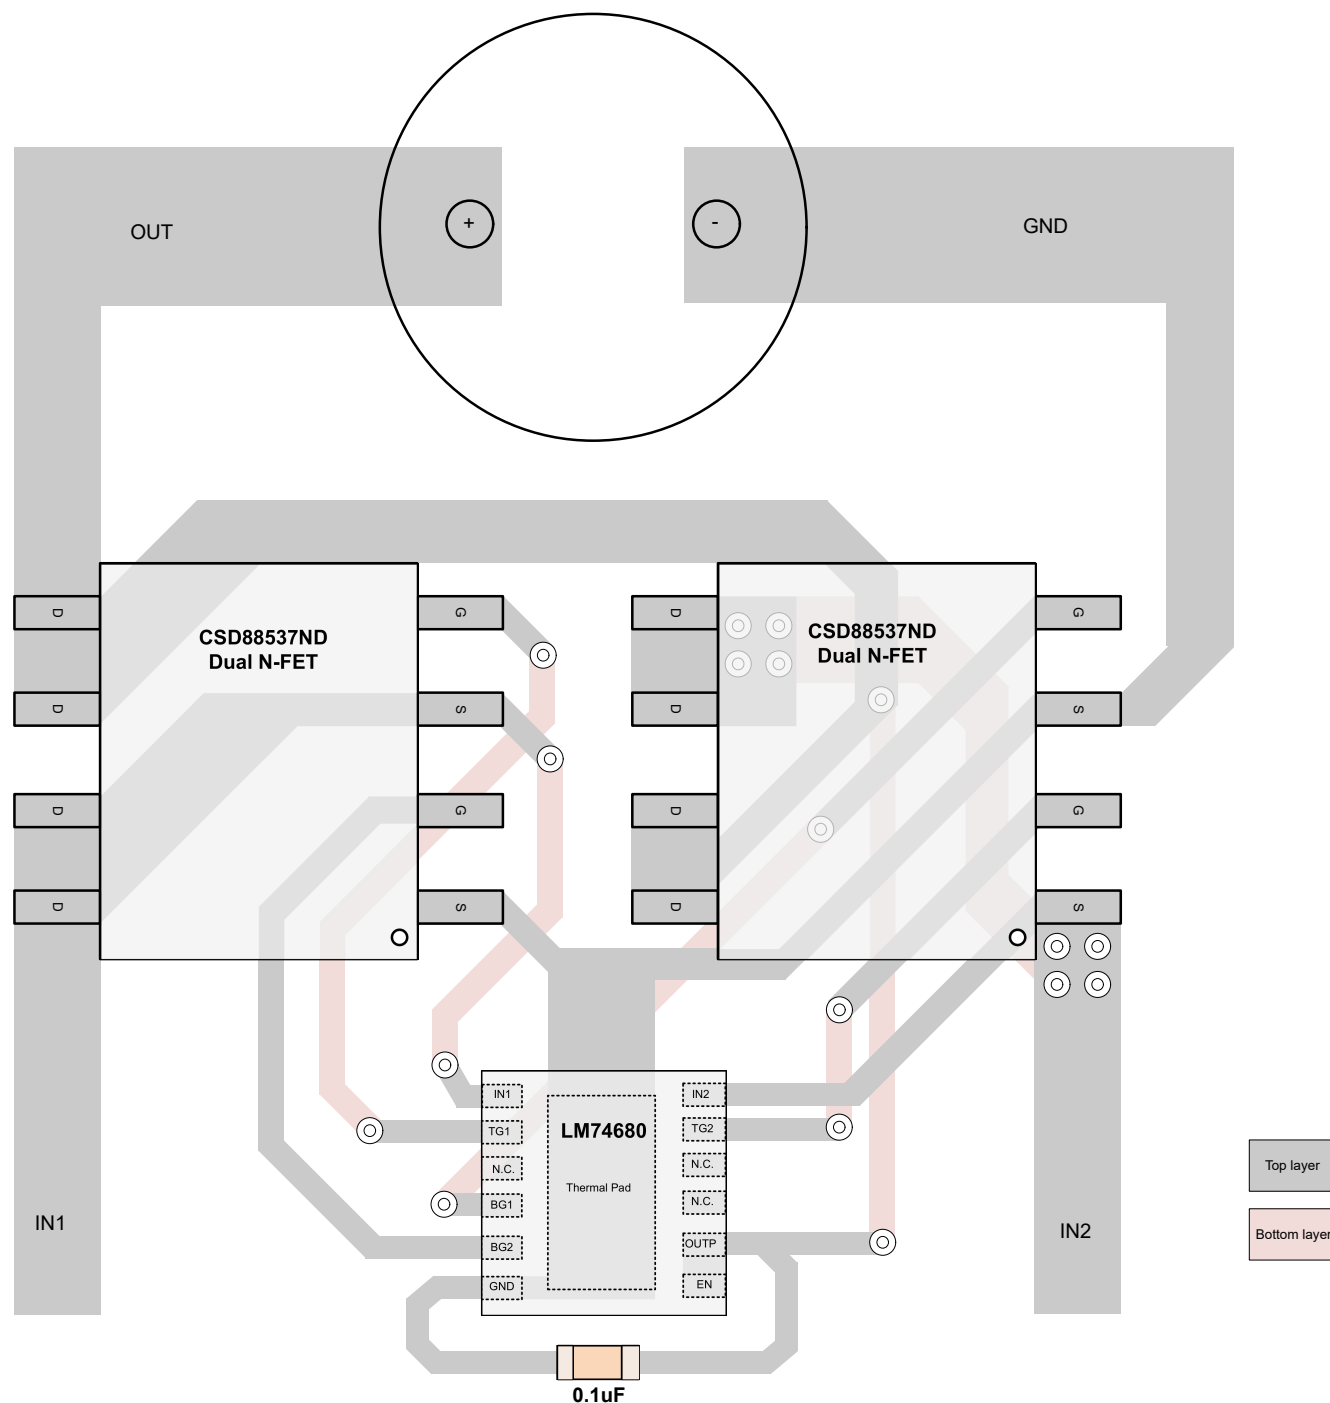 +
-
OUT
GND
D
G
D
G
CSD88537ND
Dual N-FET
CSD88537ND
Dual N-FET
D
S
D
S
D
G
D
G
D
S
D
S
IN1
IN2
TG1
LM74680
TG2
N.C.
N.C.
Thermal Pad
BG1
N.C.
BG2
OUTP
GND
EN
IN1
IN2
Top layer
Bottom layer
0.1uF